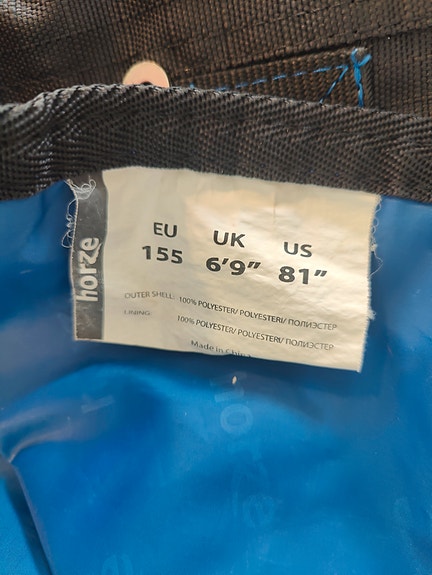 horze
EU UK US
155 6'9" 81"
OUTER SHELL: 100% POLYESTER/ POLYESTERI/ ПОЛИЭСТЕР
LINING: 100% POLYESTER/ POLYESTERI/ ПОЛИЭСТЕР
Made in China
horze